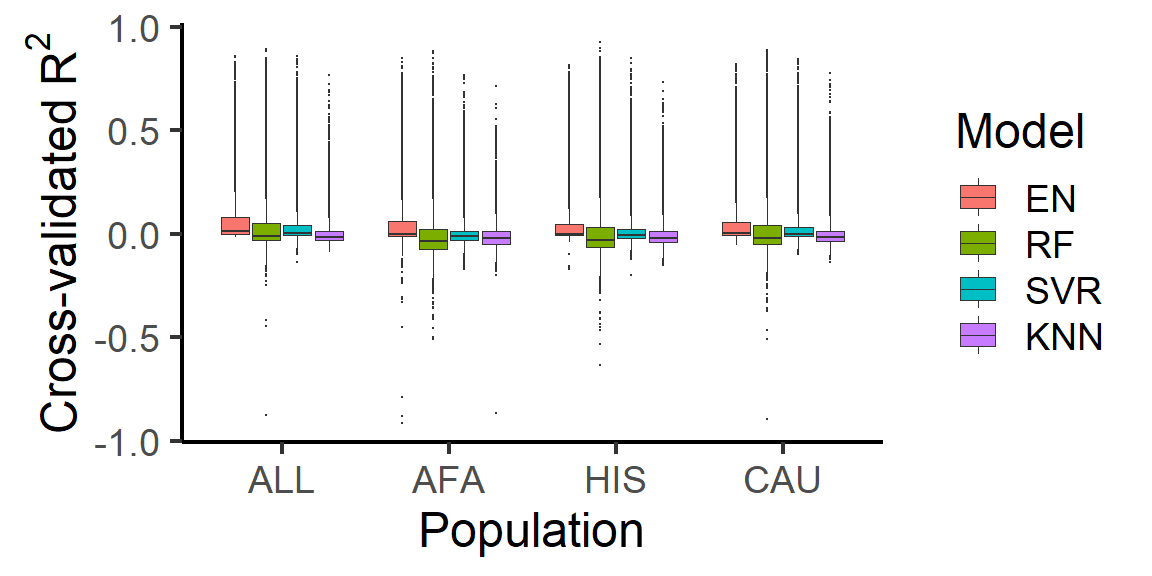 Cross-validated R²
1.0
0.5
0.0
-0.5
-1.0
ALL AFA HIS CAU
Population
Model
EN
RF
SVR
KNN